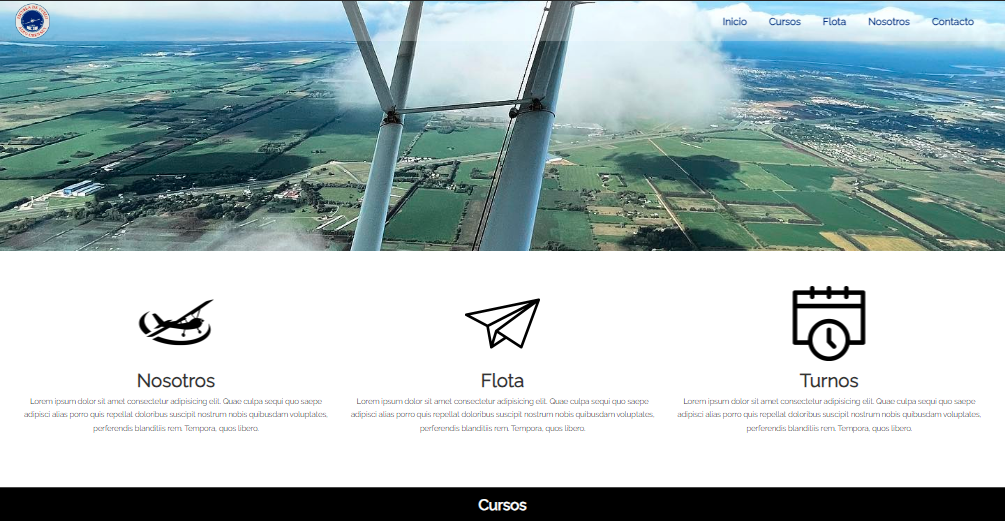 Inicio Cursos Flota Nosotros Contacto
Nosotros
Lorem ipsum dolor sit amet consectetur adipisicing elit. Quae culpa sequi quo saepe
adipisci alias porro quis repellat doloribus suscipit nostrum nobis quibusdam voluptates,
perferendis blanditiis rem. Tempora, quos libero.
Flota
Lorem ipsum dolor sit amet consectetur adipisicing elit. Quae culpa sequi quo saepe
adipisci alias porro quis repellat doloribus suscipit nostrum nobis quibusdam voluptates,
perferendis blanditiis rem. Tempora, quos libero.
Turnos
Lorem ipsum dolor sit amet consectetur adipisicing elit. Quae culpa sequi quo saepe
adipisci alias porro quis repellat doloribus suscipit nostrum nobis quibusdam voluptates,
perferendis blanditiis rem. Tempora, quos libero.
Cursos